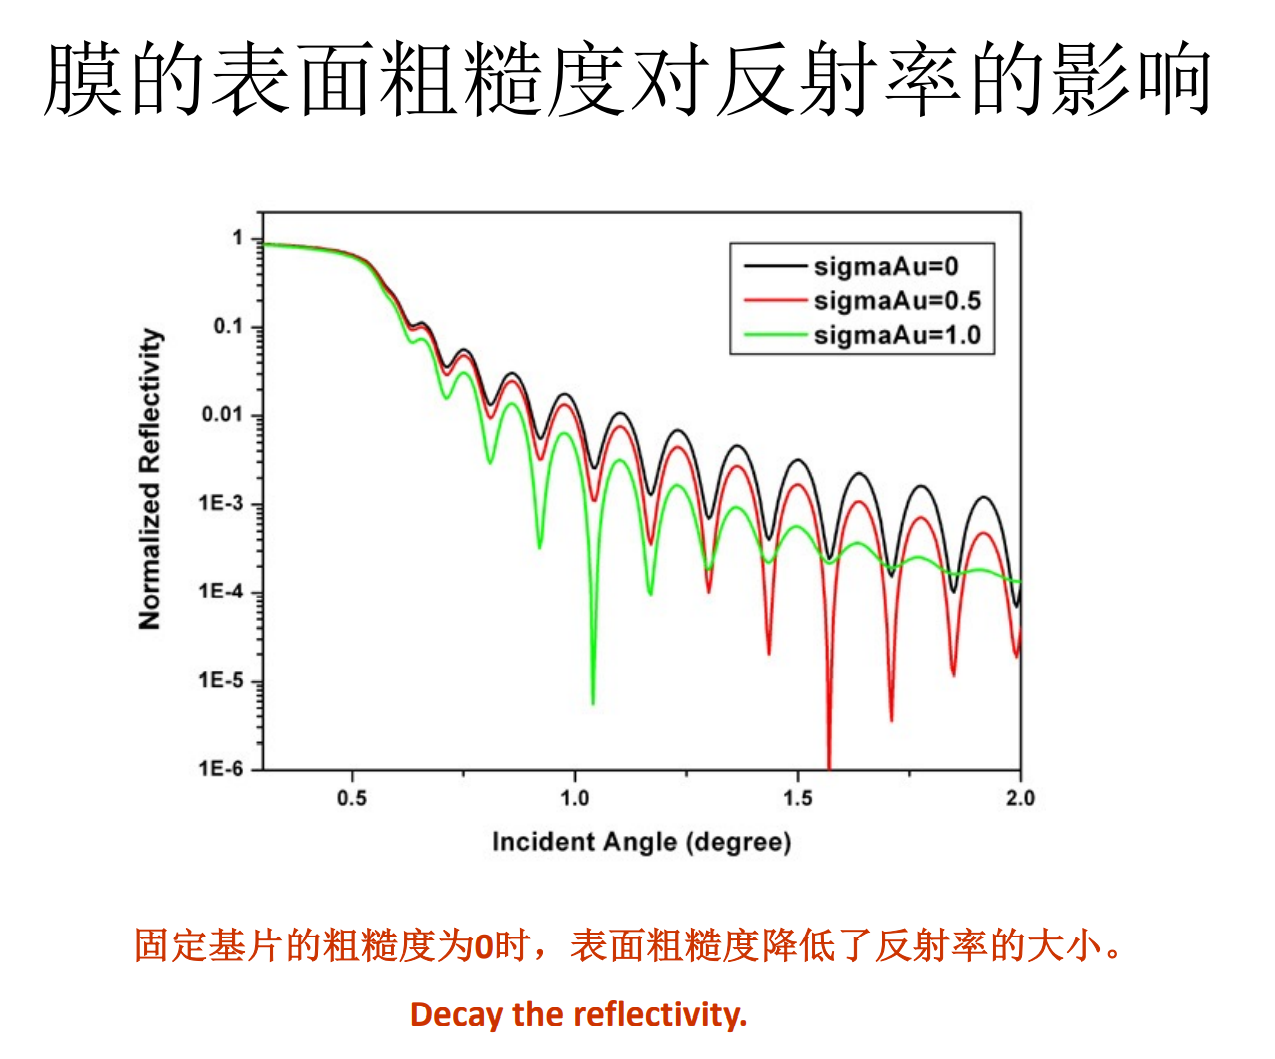 膜的表面粗糙度对反射率的影响
sigmaAu=0
sigmaAu=0.5
sigmaAu=1.0
Normalized Reflectivity
1
0.1
0.01
1E-3
1E-4
1E-5
1E-6
0.5 1.0 1.5 2.0
Incident Angle (degree)
固定基片的粗糙度为0时，表面粗糙度降低了反射率的大小。
Decay the reflectivity.